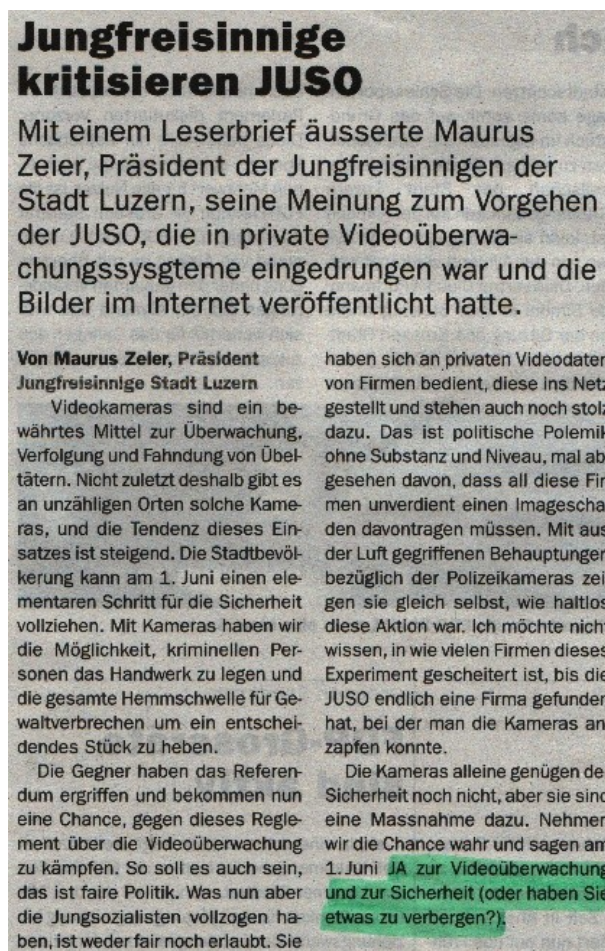 Jungfreisinnige
kritisieren JUSO
Mit einem Leserbrief äusserte Maurus
Zeier, Präsident der Jungfreisinnigen der
Stadt Luzern, seine Meinung zum Vorgehen
der JUSO, die in private Videoüberwa-
chungssysgteme eingedrungen war und die
Bilder im Internet veröffentlicht hatte.
Von Maurus Zeier, Präsident
Jungfreisinnige Stadt Luzern
Videokameras sind ein be-
währtes Mittel zur Überwachung,
Verfolgung und Fahndung von Übel-
tätern. Nicht zuletzt deshalb gibt es
an unzähligen Orten solche Kame-
ras, und die Tendenz dieses Ein-
satzes ist steigend. Die Stadtbevöl-
kerung kann am 1. Juni einen ele-
mentaren Schritt für die Sicherheit
vollziehen. Mit Kameras haben wir
die Möglichkeit, kriminellen Per-
sonen das Handwerk zu legen und
die gesamte Hemmschwelle für Ge-
waltverbrechen um ein entschei-
dendes Stück zu heben.
Die Gegner haben das Referen-
dum ergriffen und bekommen nun
eine Chance, gegen dieses Regle-
ment über die Videoüberwachung
zu kämpfen. So soll es auch sein,
das ist faire Politik. Was nun aber
die Jungsozialisten vollzogen ha-
ben, ist weder fair noch erlaubt. Sie
haben sich an privaten Videodaten
von Firmen bedient, diese ins Netz
gestellt und stehen auch noch stolz
dazu. Das ist politische Polemik
ohne Substanz und Niveau, mal ab
gesehen davon, dass all diese Fir
men unverdient einen Imagescha
den davontragen müssen. Mit aus
der Luft gegriffenen Behauptungen
bezüglich der Polizeikameras zei
gen sie gleich selbst, wie haltlos
diese Aktion war. Ich möchte nicht
wissen, in wie vielen Firmen dieses
Experiment gescheitert ist, bis die
JUSO endlich eine Firma gefunden
hat, bei der man die Kameras an
zapfen konnte.
Die Kameras alleine genügen der
Sicherheit noch nicht, aber sie sind
eine Massnahme dazu. Nehmen
wir die Chance wahr und sagen am
1. Juni JA zur Videoüberwachung
und zur Sicherheit (oder haben Sie
etwas zu verbergen?).